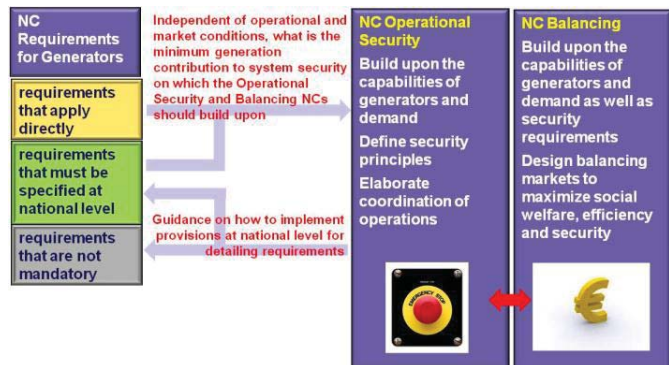 NC
Requirements
for Generators
requirements
that apply
directly
requirements
that must be
specified at
national level
requirements
that are not
mandatory
Independent of operational and
market conditions, what is the
minimum generation
contribution to system security
on which the Operational
Security and Balancing NCs
should build upon
Guidance on how to implement
provisions at national level for
detailing requirements
NC Operational
Security
Build upon the
capabilities of
generators and
demand
Define security
principles
Elaborate
coordination of
operations
EMERGENCY STOP
NC Balancing
Build upon the
capabilities of
generators and
demand as well as
security
requirements
Design balancing
markets to
maximize social
welfare, efficiency
and security
€